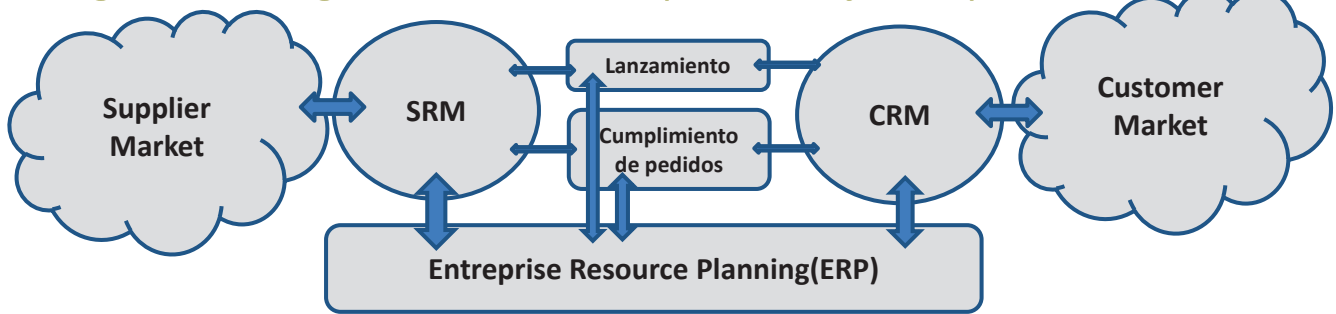 Supplier
Market
SRM
Lanzamiento
Cumplimiento
de pedidos
CRM
Customer
Market
Entreprise Resource Planning(ERP)